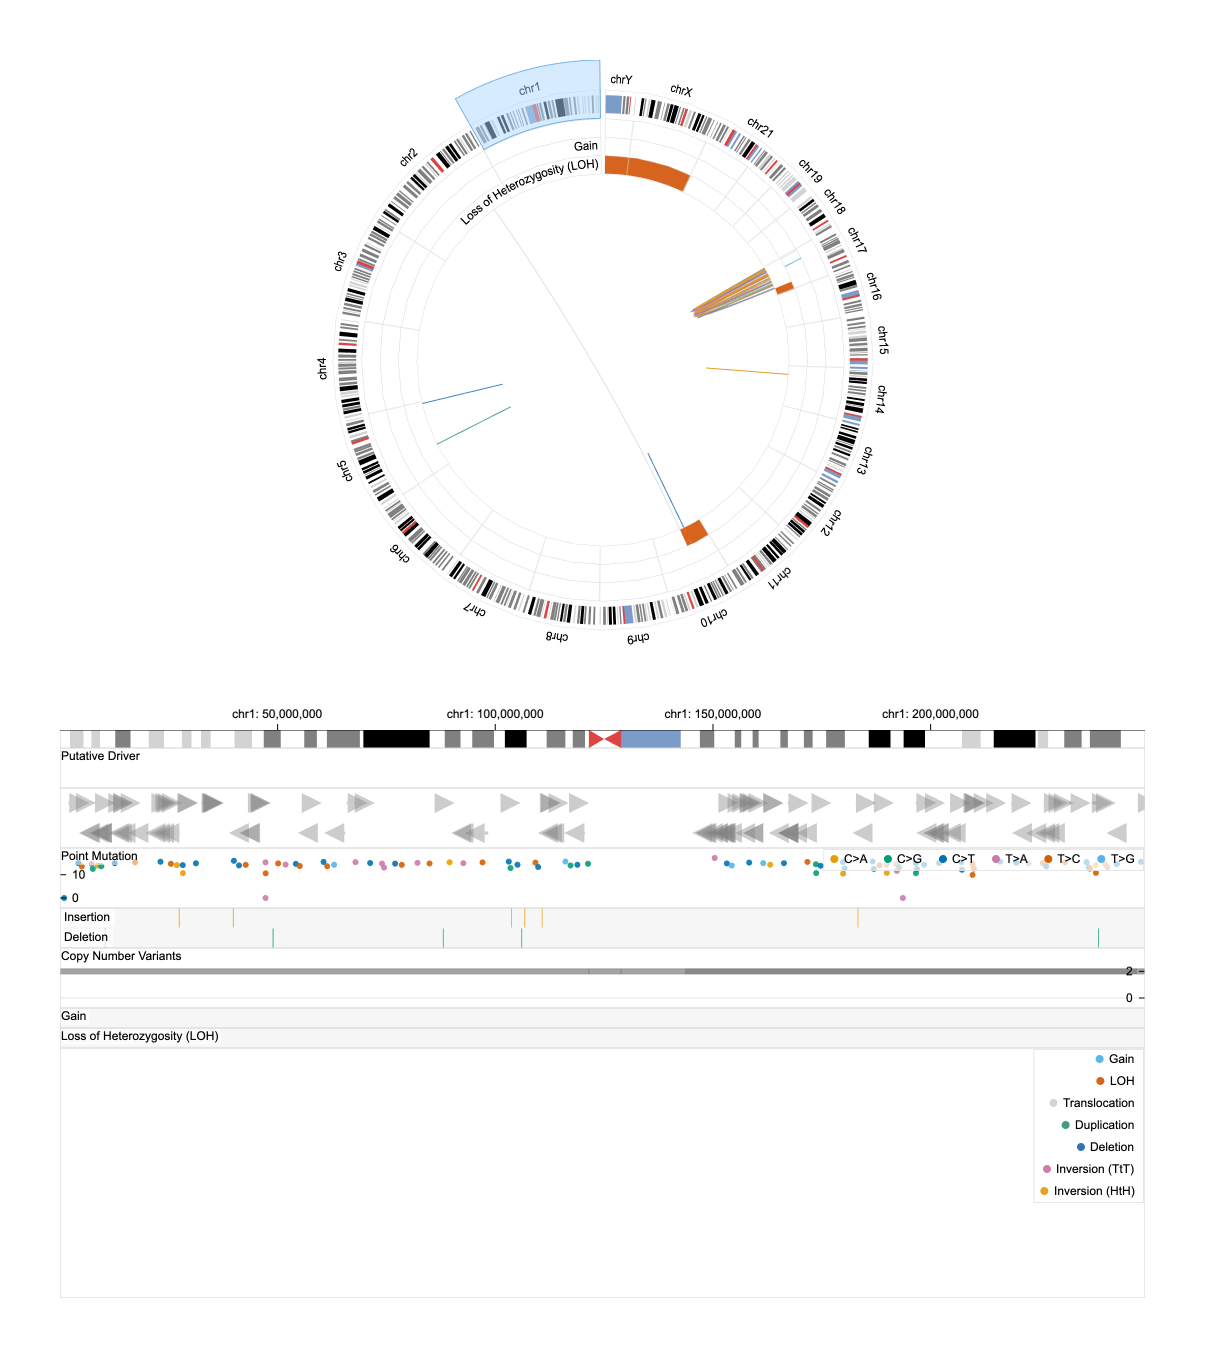 chr1
chrY
chrX
chr21
chr19
chr18
chr17
chr16
chr15
chr14
chr13
chr12
chr11
chr10
chr9
chr8
chr7
chr6
chr5
chr4
chr3
chr2
Gain
Loss of Heterozygosity (LOH)
chr1: 50,000,000
chr1: 100,000,000
chr1: 150,000,000
chr1: 200,000,000
Putative Driver
Point Mutation
C>A
C>G
C>T
T>A
T>C
T>G
10
0
Insertion
Deletion
Copy Number Variants
2
0
Gain
Loss of Heterozygosity (LOH)
Gain
LOH
Translocation
Duplication
Deletion
Inversion (TtT)
Inversion (HtH)